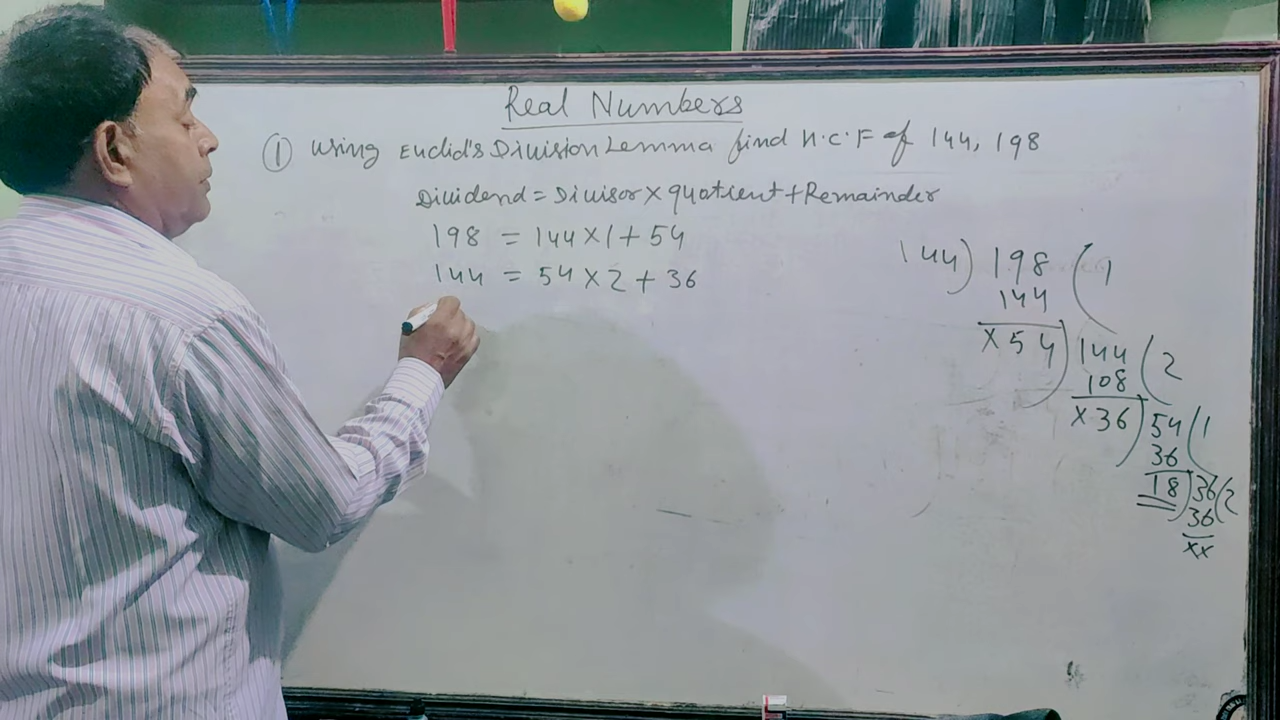 Real Numbers
① Using Euclid's Division Lemma find H.C.F of 144, 198
Dividend = Divisor × quotient + Remainder
198 = 144 × 1 + 54
144 = 54 × 2 + 36
144) 198 (1
144
×54) 144 (2
108
×36) 54 (1
36
18) 36 (2
36
××